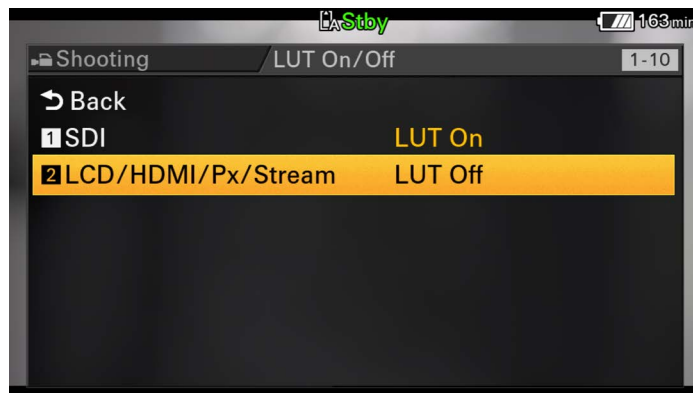 A Stby 163min
Shooting LUT On/Off 1-10
Back
1 SDI LUT On
2 LCD/HDMI/Px/Stream LUT Off